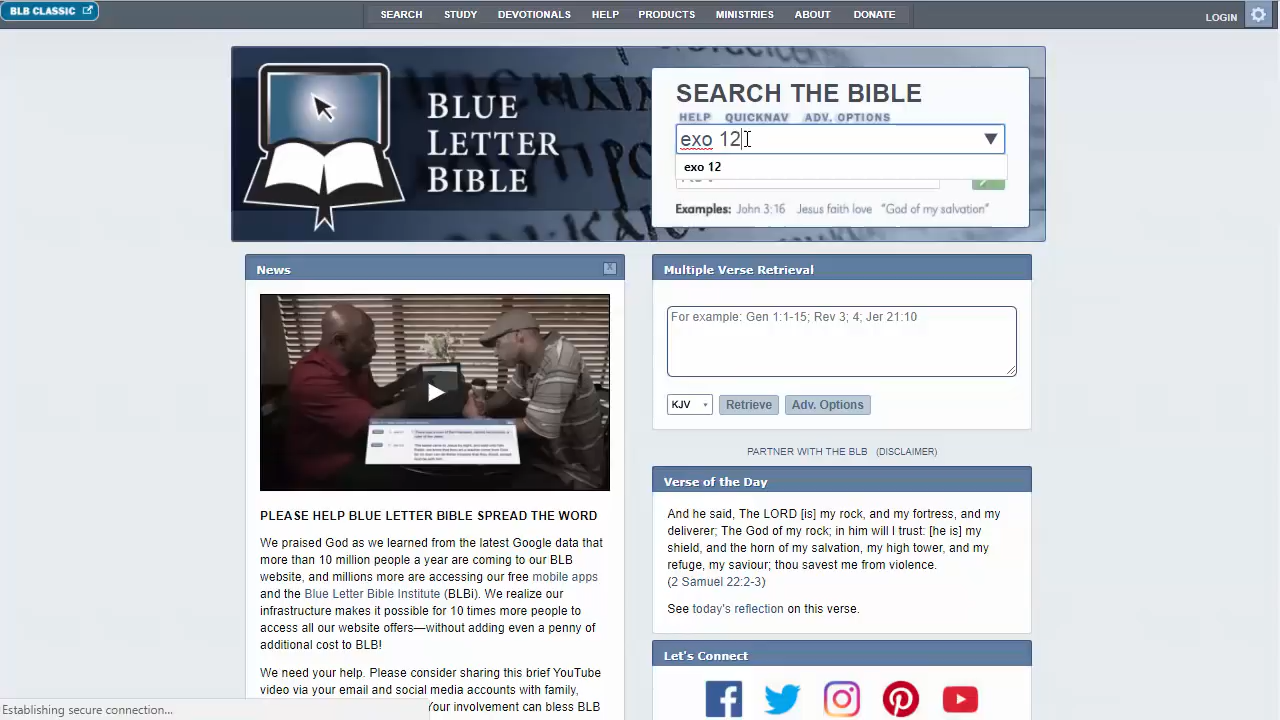 BLB CLASSIC
SEARCH STUDY DEVOTIONALS HELP PRODUCTS MINISTRIES ABOUT DONATE
LOGIN
BLUE
LETTER
BIBLE
SEARCH THE BIBLE
HELP QUICKNAV ADV. OPTIONS
exo 12
exo 12
Examples: John 3:16 Jesus faith love "God of my salvation"
News
X
PLEASE HELP BLUE LETTER BIBLE SPREAD THE WORD
We praised God as we learned from the latest Google data that
more than 10 million people a year are coming to our BLB
website, and millions more are accessing our free mobile apps
and the Blue Letter Bible Institute (BLBi). We realize our
infrastructure makes it possible for 10 times more people to
access all our website offers—without adding even a penny of
additional cost to BLB!
We need your help. Please consider sharing this brief YouTube
video via your email and social media accounts with family,
Your involvement can bless BLB
Multiple Verse Retrieval
For example: Gen 1:1-15; Rev 3; 4; Jer 21:10
KJV Retrieve Adv. Options
PARTNER WITH THE BLB (DISCLAIMER)
Verse of the Day
And he said, The LORD [is] my rock, and my fortress, and my
deliverer; The God of my rock; in him will I trust: [he is] my
shield, and the horn of my salvation, my high tower, and my
refuge, my saviour; thou savest me from violence.
(2 Samuel 22:2-3)
See today's reflection on this verse.
Let's Connect
Establishing secure connection...